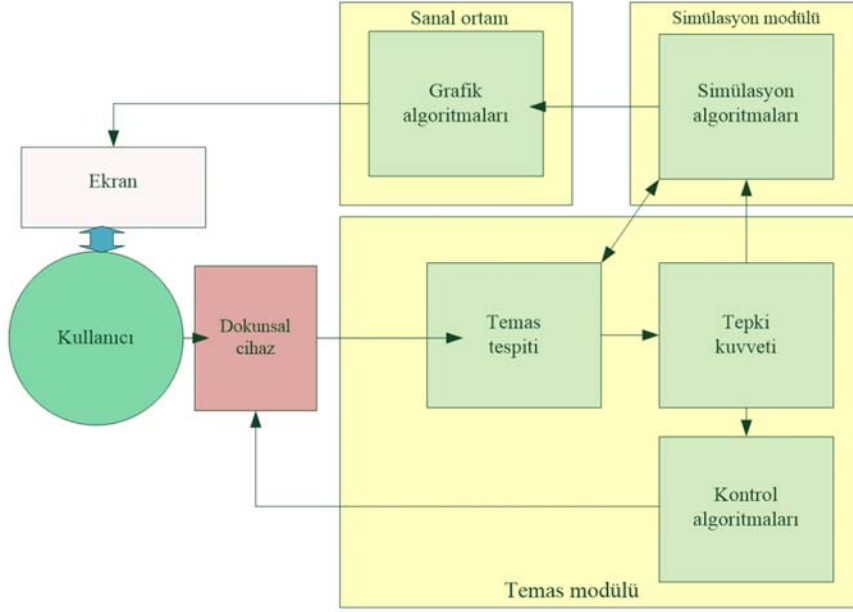 Sanal ortam
Simülasyon modülü
Grafik
algoritmaları
Simülasyon
algoritmaları
Ekran
Kullanıcı
Dokunsal
cihaz
Temas
tespiti
Tepki
kuvveti
Kontrol
algoritmaları
Temas modülü